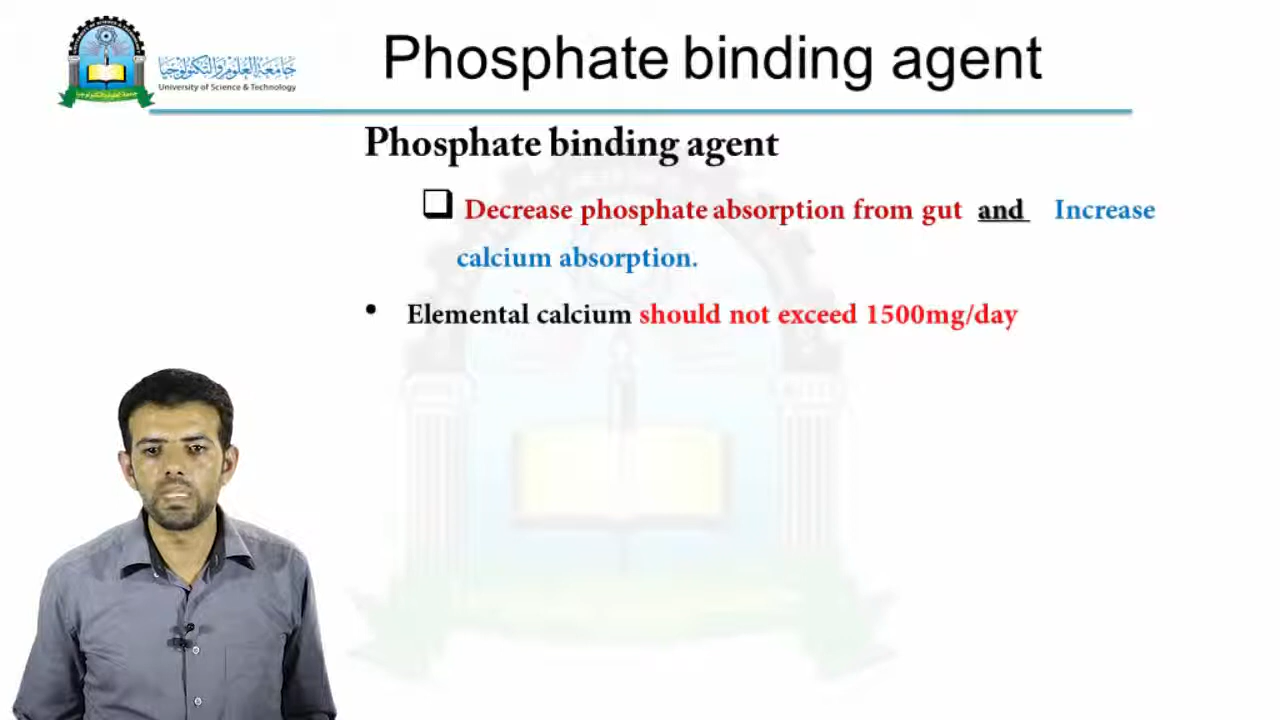 Phosphate binding agent
جامعة العلوم والتكنولوجيا
University of Science & Technology
Phosphate binding agent
❑ Decrease phosphate absorption from gut and Increase
calcium absorption.
• Elemental calcium should not exceed 1500mg/day